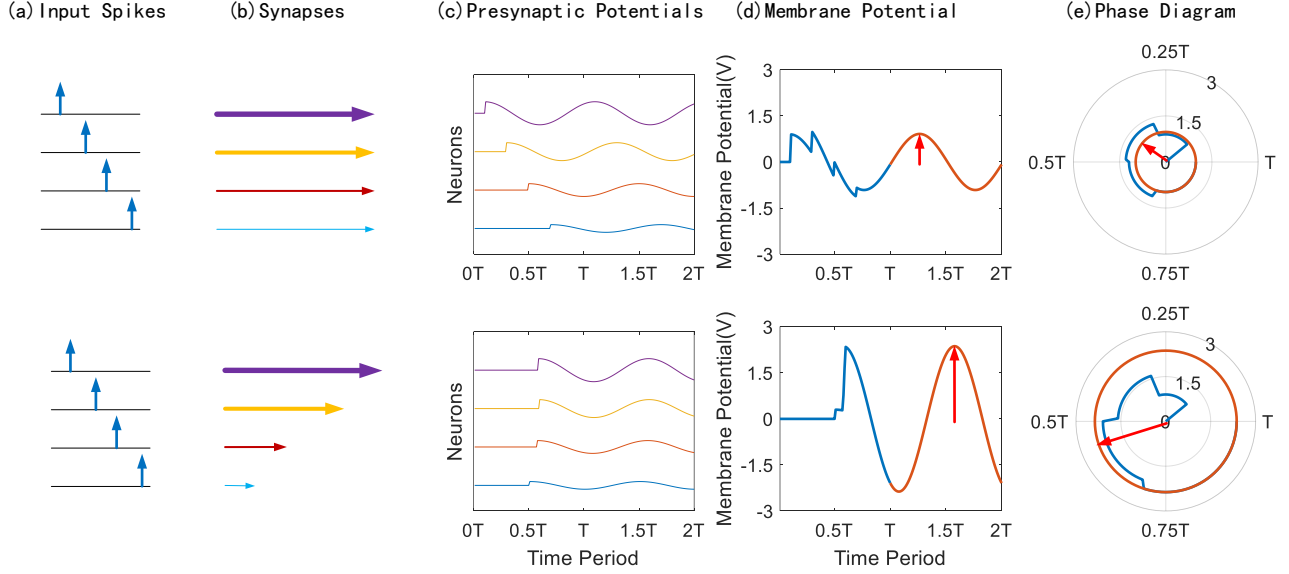 (a)Input Spikes
(b)Synapses
(c)Presynaptic Potentials
(d)Membrane Potential
(e)Phase Diagram
Neurons
0T
0.5T
T
1.5T
2T
Membrane Potential(V)
3
1.5
0
-1.5
-3
0.5T
T
1.5T
2T
0.25T
3
1.5
0.5T
0
T
0.75T
Neurons
0T
0.5T
T
1.5T
2T
Time Period
Membrane Potential(V)
3
1.5
0
-1.5
-3
0.5T
T
1.5T
2T
Time Period
0.25T
3
1.5
0.5T
0
T
0.75T